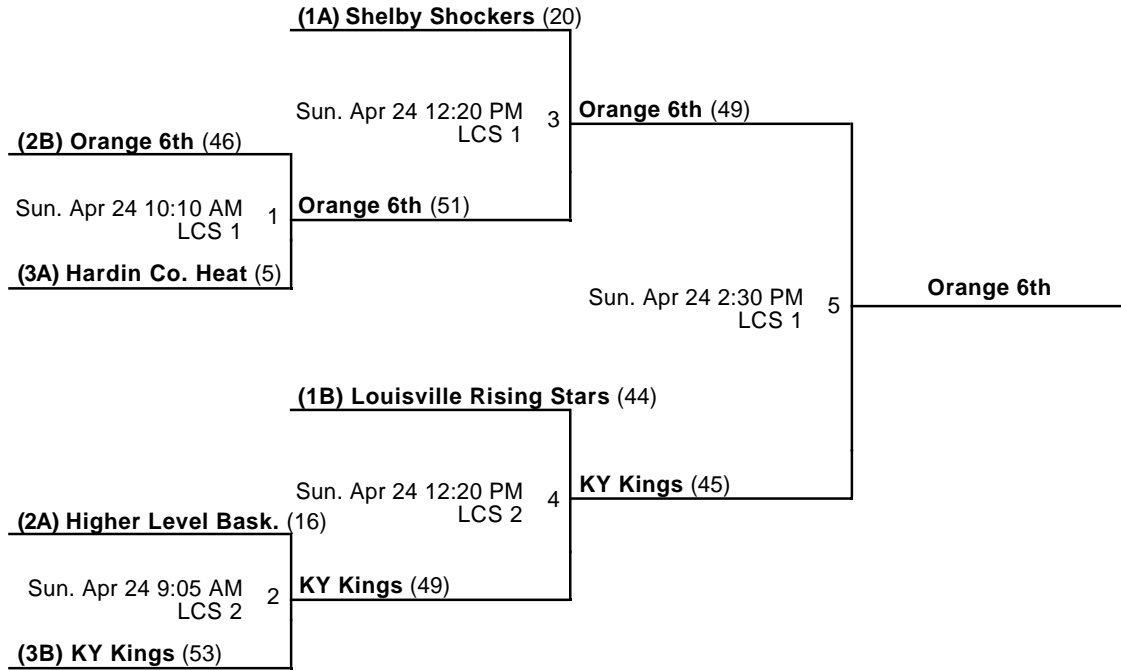 (1A) Shelby Shockers (20)
Sun. Apr 24 12:20 PM
LCS 1
3
Orange 6th (49)
(2B) Orange 6th (46)
Sun. Apr 24 10:10 AM
LCS 1
1
Orange 6th (51)
(3A) Hardin Co. Heat (5)
Sun. Apr 24 2:30 PM
LCS 1
5
Orange 6th
(1B) Louisville Rising Stars (44)
Sun. Apr 24 12:20 PM
LCS 2
4
KY Kings (45)
(2A) Higher Level Bask. (16)
Sun. Apr 24 9:05 AM
LCS 2
2
KY Kings (49)
(3B) KY Kings (53)